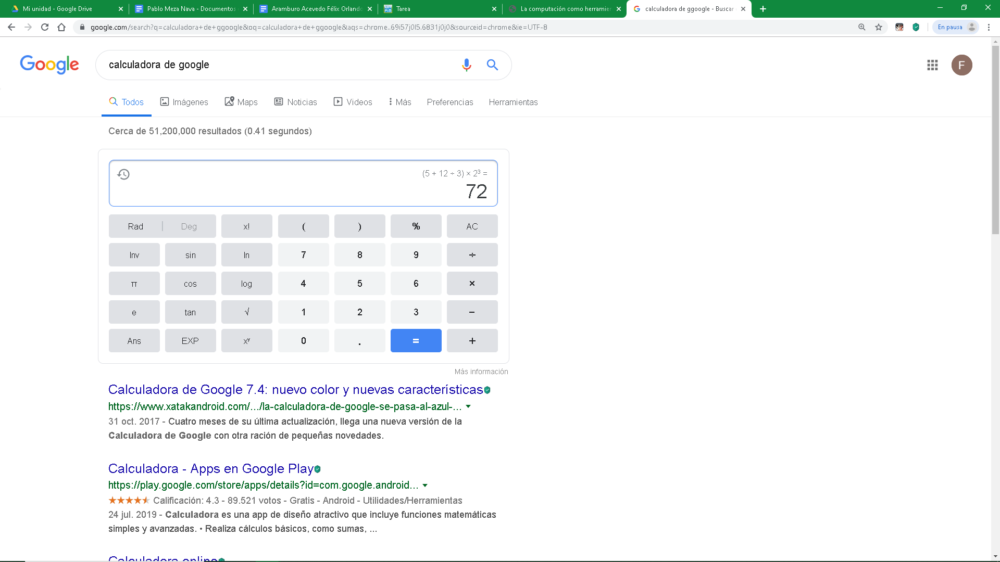 Mi unidad - Google Drive
Pablo Meza Nava - Documentos
Aramburo Acevedo Félix Orlando
Tarea
La computación como herramien
calculadora de ggoogle - Buscar
google.com/search?q=calculadora+de+ggoogle&oq=calculadora+de+ggoogle&aqs=chrome..69i57j0l5.6831j0j0&sourceid=chrome&ie=UTF-8
En pausa
Google
calculadora de google
F
Todos
Imágenes
Maps
Noticias
Videos
Más
Preferencias
Herramientas
Cerca de 51,200,000 resultados (0.41 segundos)
(5 + 12 ÷ 3) × 2³ =
72
Rad | Deg x! ( ) % AC
Inv sin ln 7 8 9 ÷
π cos log 4 5 6 ×
e tan √ 1 2 3 −
Ans EXP xʸ 0 . = +
Más información
Calculadora de Google 7.4: nuevo color y nuevas características
https://www.xatakandroid.com/.../la-calculadora-de-google-se-pasa-al-azul-...
31 oct. 2017 - Cuatro meses de su última actualización, llega una nueva versión de la
Calculadora de Google con otra ración de pequeñas novedades.
Calculadora - Apps en Google Play
https://play.google.com/store/apps/details?id=com.google.android...
Calificación: 4.3 - 89.521 votos - Gratis - Android - Utilidades/Herramientas
24 jul. 2019 - Calculadora es una app de diseño atractivo que incluye funciones matemáticas
simples y avanzadas. • Realiza cálculos básicos, como sumas, ...
Calculadora online